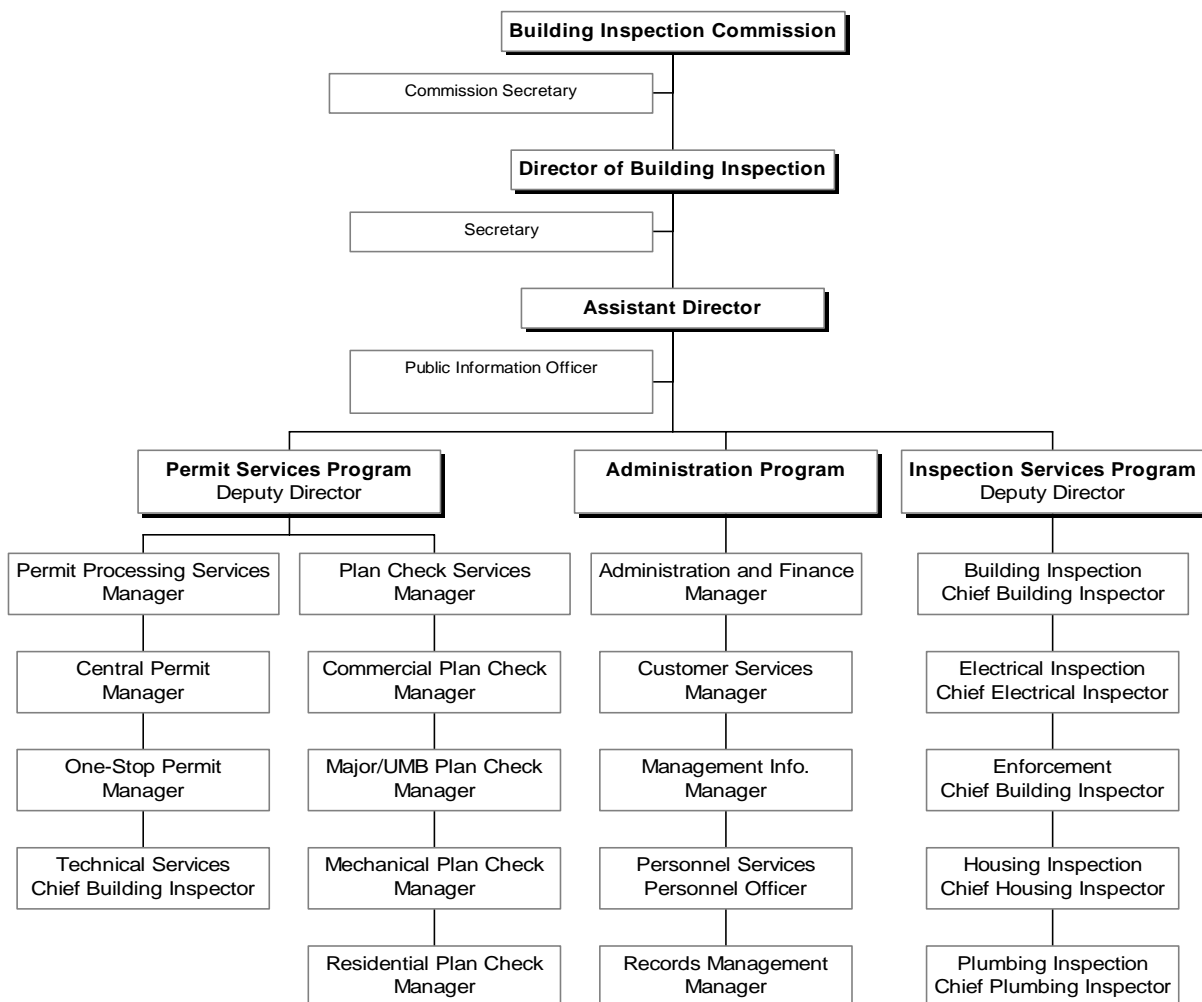 Building Inspection Commission
Commission Secretary
Director of Building Inspection
Secretary
Assistant Director
Public Information Officer
Permit Services Program
Deputy Director
Administration Program
Inspection Services Program
Deputy Director
Permit Processing Services
Manager
Plan Check Services
Manager
Administration and Finance
Manager
Building Inspection
Chief Building Inspector
Central Permit
Manager
Commercial Plan Check
Manager
Customer Services
Manager
Electrical Inspection
Chief Electrical Inspector
One-Stop Permit
Manager
Major/UMB Plan Check
Manager
Management Info.
Manager
Enforcement
Chief Building Inspector
Technical Services
Chief Building Inspector
Mechanical Plan Check
Manager
Personnel Services
Personnel Officer
Housing Inspection
Chief Housing Inspector
Residential Plan Check
Manager
Records Management
Manager
Plumbing Inspection
Chief Plumbing Inspector